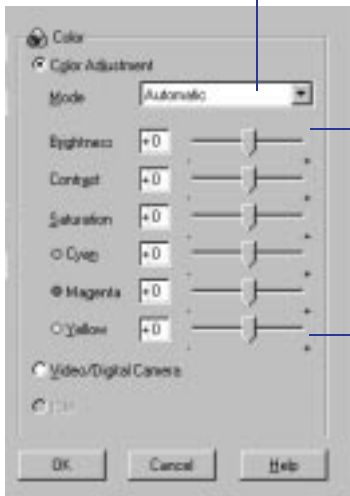 Color
Color Adjustment
Mode Automatic
Brightness +0
Contrast +0
Saturation +0
Cyan +0
Magenta +0
Yellow +0
Video/Digital Camera
OK Cancel Help